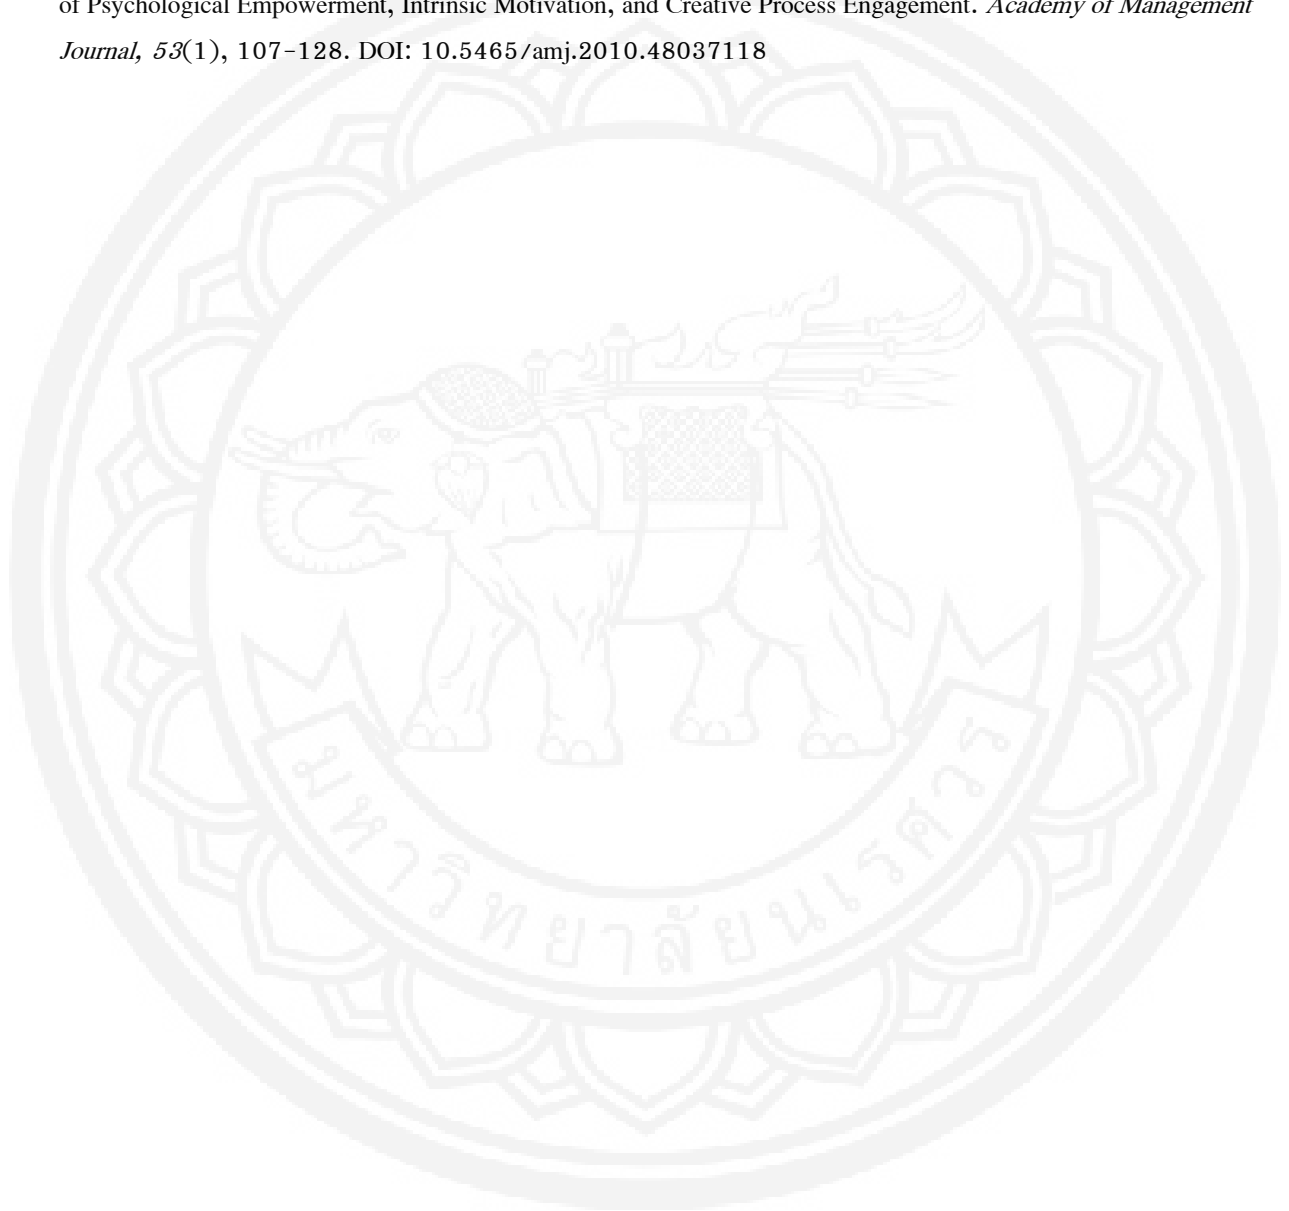 of Psychological Empowerment, Intrinsic Motivation, and Creative Process Engagement. Academy of Management
Journal, 53(1), 107-128. DOI: 10.5465/amj.2010.48037118
มหาวิทยาลัยนเรศวร